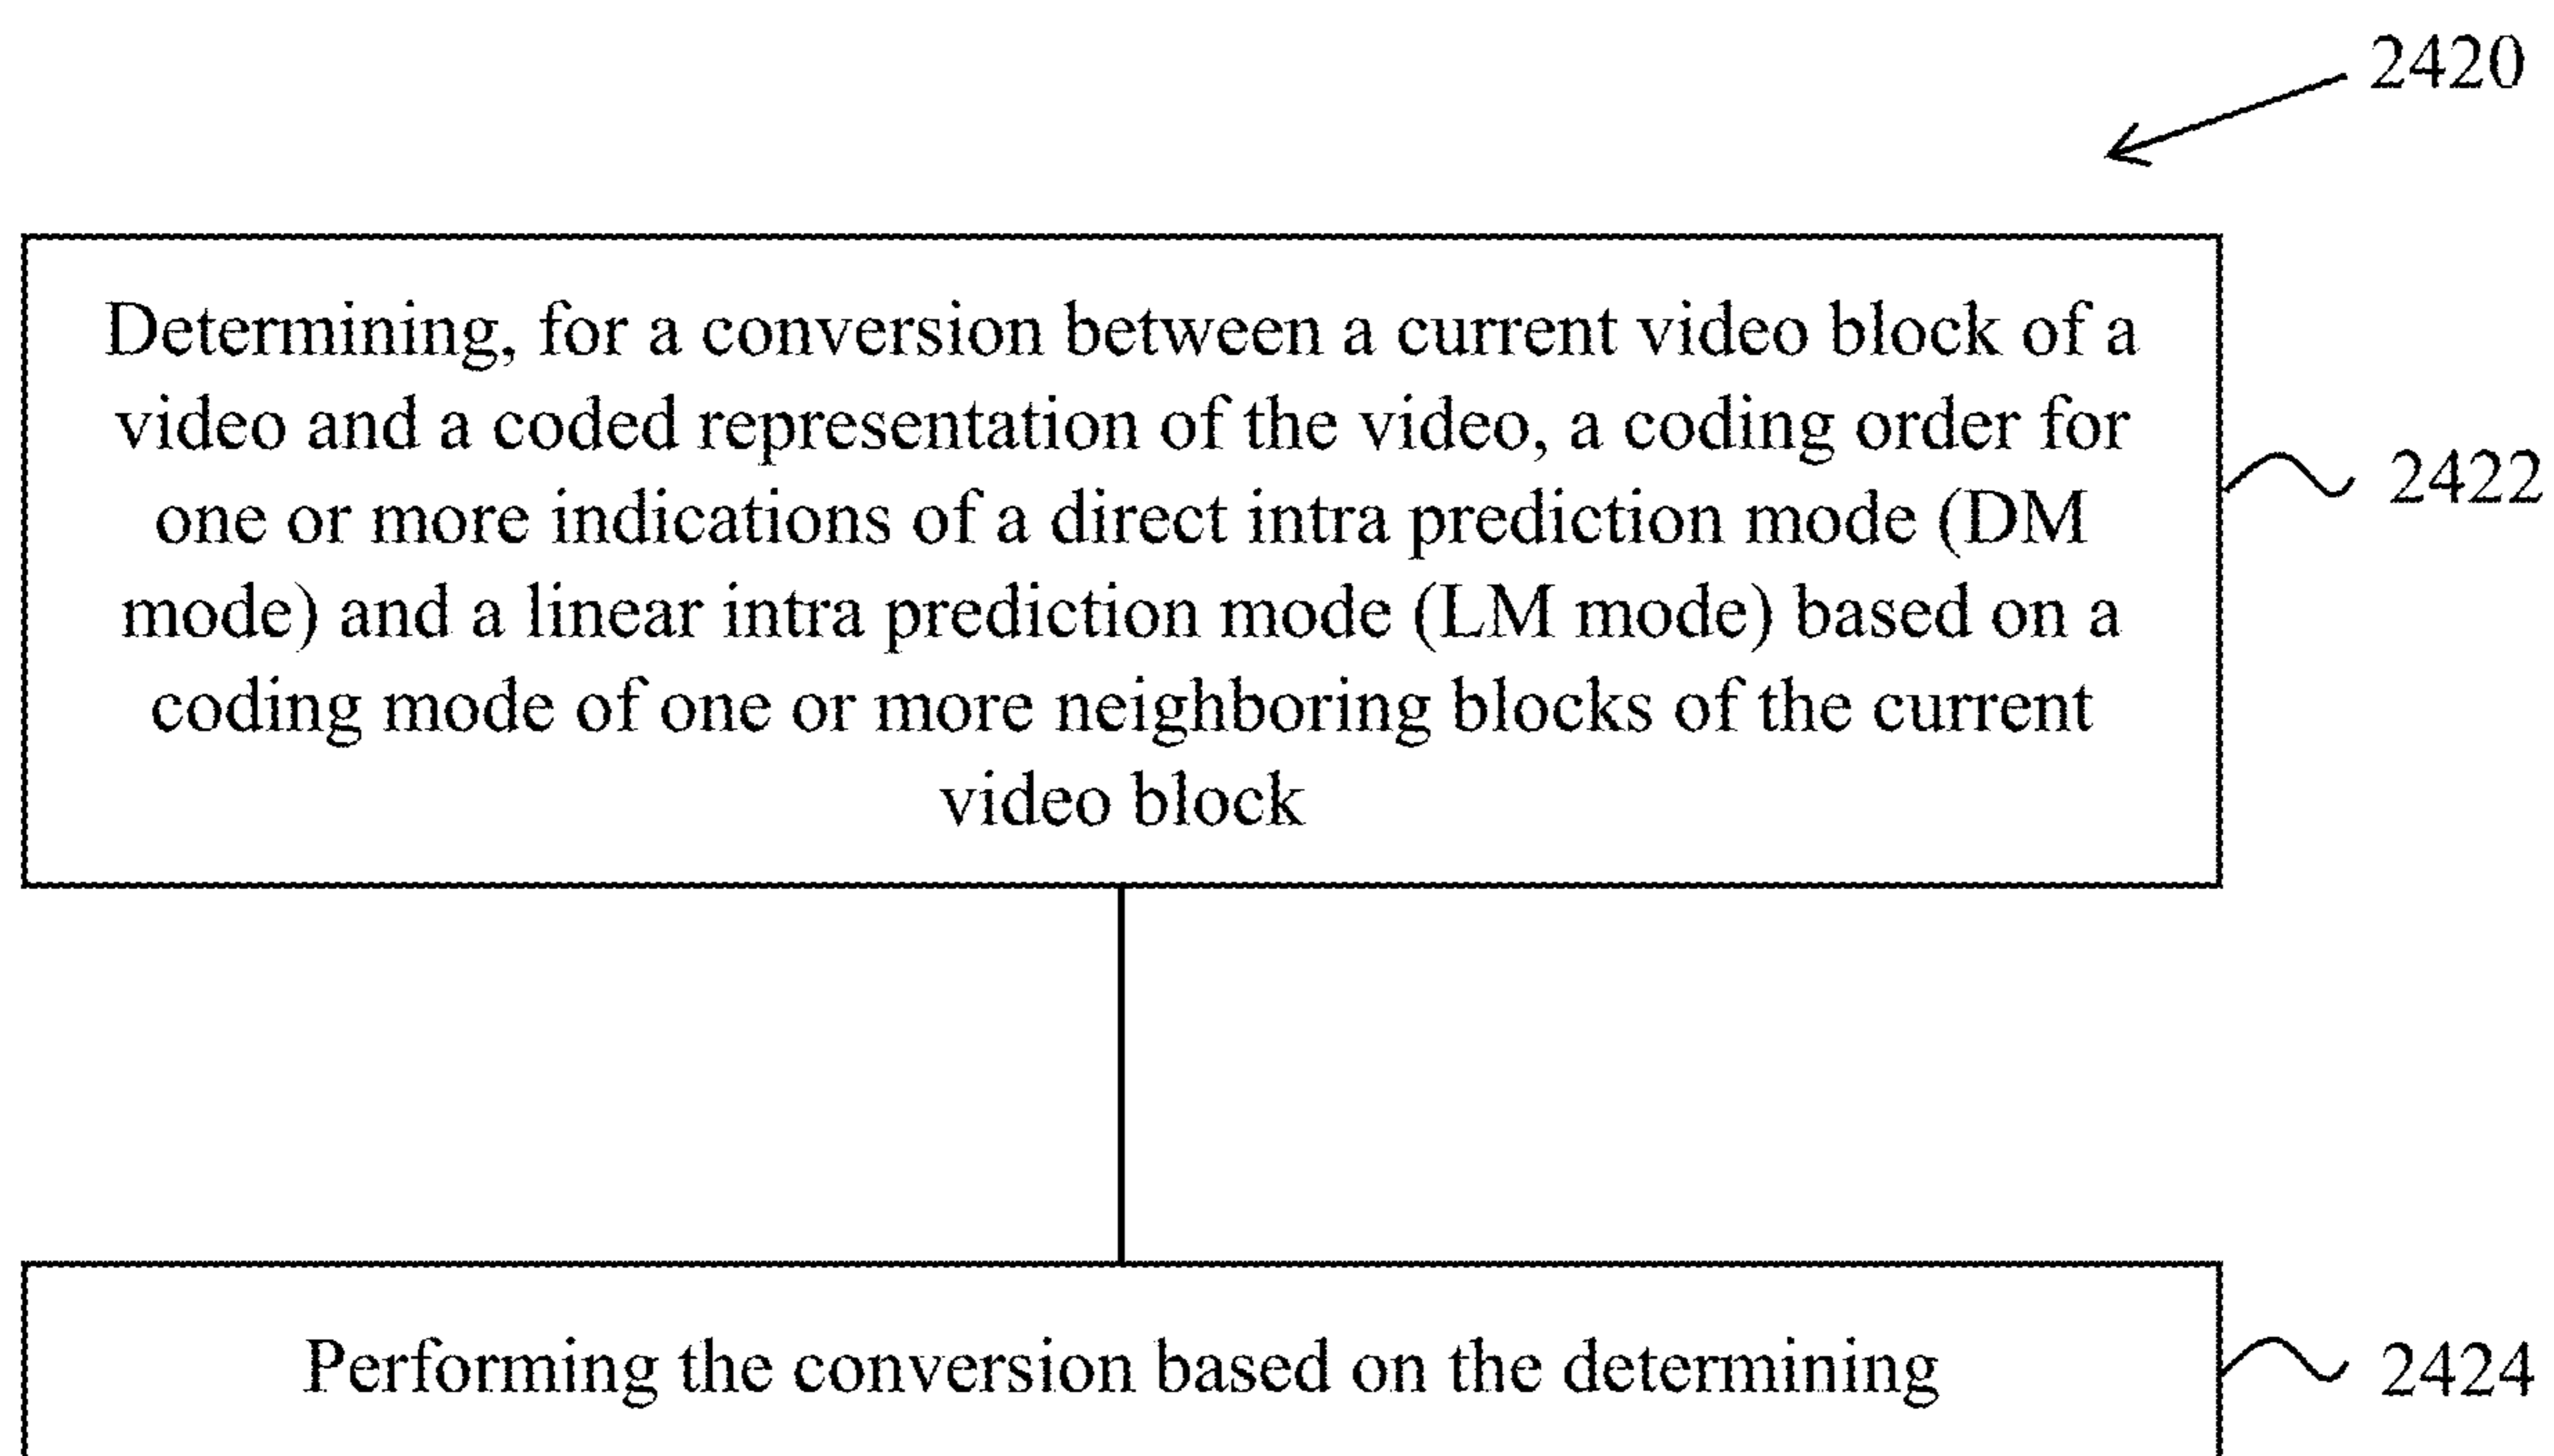 2420
Determining, for a conversion between a current video block of a
video and a coded representation of the video, a coding order for
one or more indications of a direct intra prediction mode (DM
mode) and a linear intra prediction mode (LM mode) based on a
coding mode of one or more neighboring blocks of the current
video block
2422
Performing the conversion based on the determining
2424